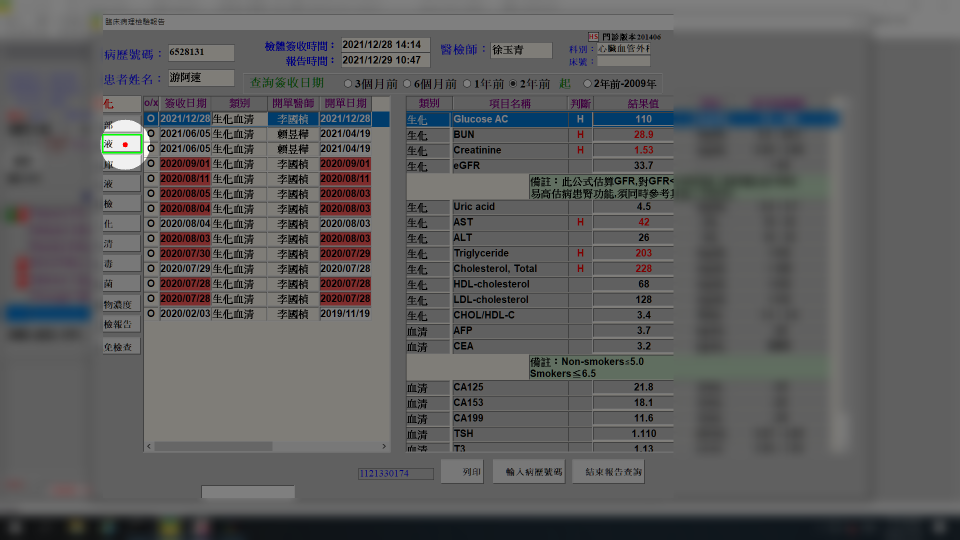 臨床病理檢驗報告
HS 門診版本201406
病歷號碼： 6528131 檢體簽收時間： 2021/12/28 14:14 醫檢師： 徐玉青 科別： 心臟血管外科
報告時間： 2021/12/29 10:47 床號：
患者姓名： 游阿速
查詢簽收日期 3個月前 6個月前 1年前 2年前 起 2年前-2009年
化 o/x 簽收日期 類別 開單醫師 開單日期
部 O 2021/12/28 生化血清 李國楨 2021/12/28
O 2021/06/05 生化血清 賴昱樺 2021/04/19
液 O 2021/06/05 生化血清 賴昱樺 2021/04/19
O 2020/09/01 生化血清 李國楨 2020/09/01
液 O 2020/08/11 生化血清 李國楨 2020/08/11
O 2020/08/05 生化血清 李國楨 2020/08/03
檢 O 2020/08/04 生化血清 李國楨 2020/08/03
化 O 2020/08/04 生化血清 李國楨 2020/08/03
清 O 2020/08/03 生化血清 李國楨 2020/08/03
毒 O 2020/07/30 生化血清 李國楨 2020/07/29
O 2020/07/29 生化血清 李國楨 2020/07/28
菌 O 2020/07/28 生化血清 李國楨 2020/07/28
物濃度 O 2020/07/28 生化血清 李國楨 2020/07/28
O 2020/02/03 生化血清 李國楨 2019/11/19
檢報告
免檢查
類別 項目名稱 判斷 結果值
生化 Glucose AC H 110
生化 BUN H 28.9
生化 Creatinine H 1.53
生化 eGFR 33.7
備註：此公式估算GFR,對GFR<
易高估病患腎功能,須同時參考其
生化 Uric acid 4.5
生化 AST H 42
生化 ALT 26
生化 Triglyceride H 203
生化 Cholesterol, Total H 228
生化 HDL-cholesterol 68
生化 LDL-cholesterol 128
生化 CHOL/HDL-C 3.4
血清 AFP 3.7
血清 CEA 3.2
備註：Non-smokers≤5.0
Smokers≦6.5
血清 CA125 21.8
血清 CA153 18.1
血清 CA199 11.6
血清 TSH 1.110
血清 T3 1.13
1121330174 列印 輸入病歷號碼 結束報告查詢